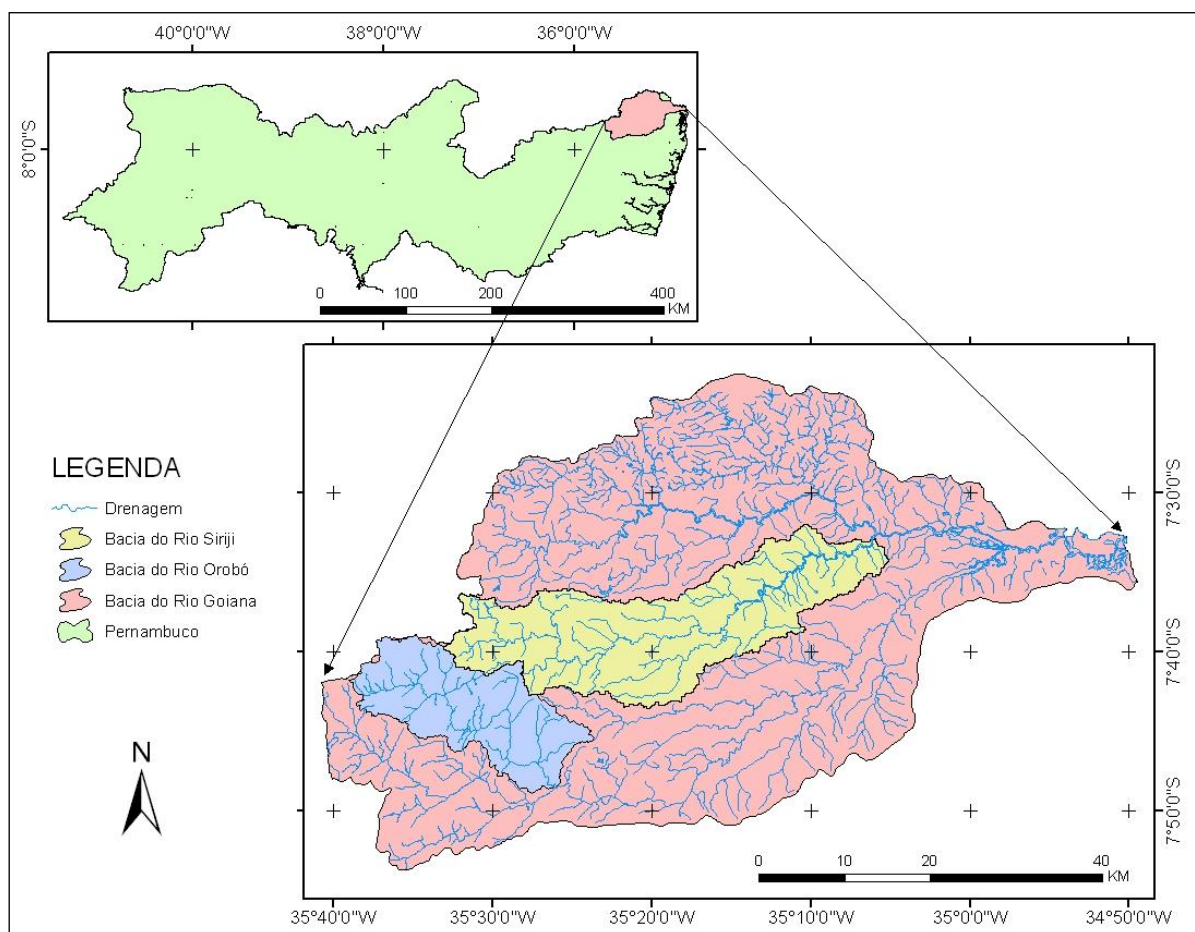 40°0'0"W 38°0'0"W 36°0'0"W
8°0'0"S
0 100 200 400
KM
LEGENDA
Drenagem
Bacia do Rio Siriji
Bacia do Rio Orobó
Bacia do Rio Goiana
Pernambuco
N
7°30'0"S
7°40'0"S
7°50'0"S
0 10 20 40
KM
35°40'0"W 35°30'0"W 35°20'0"W 35°10'0"W 35°0'0"W 34°50'0"W